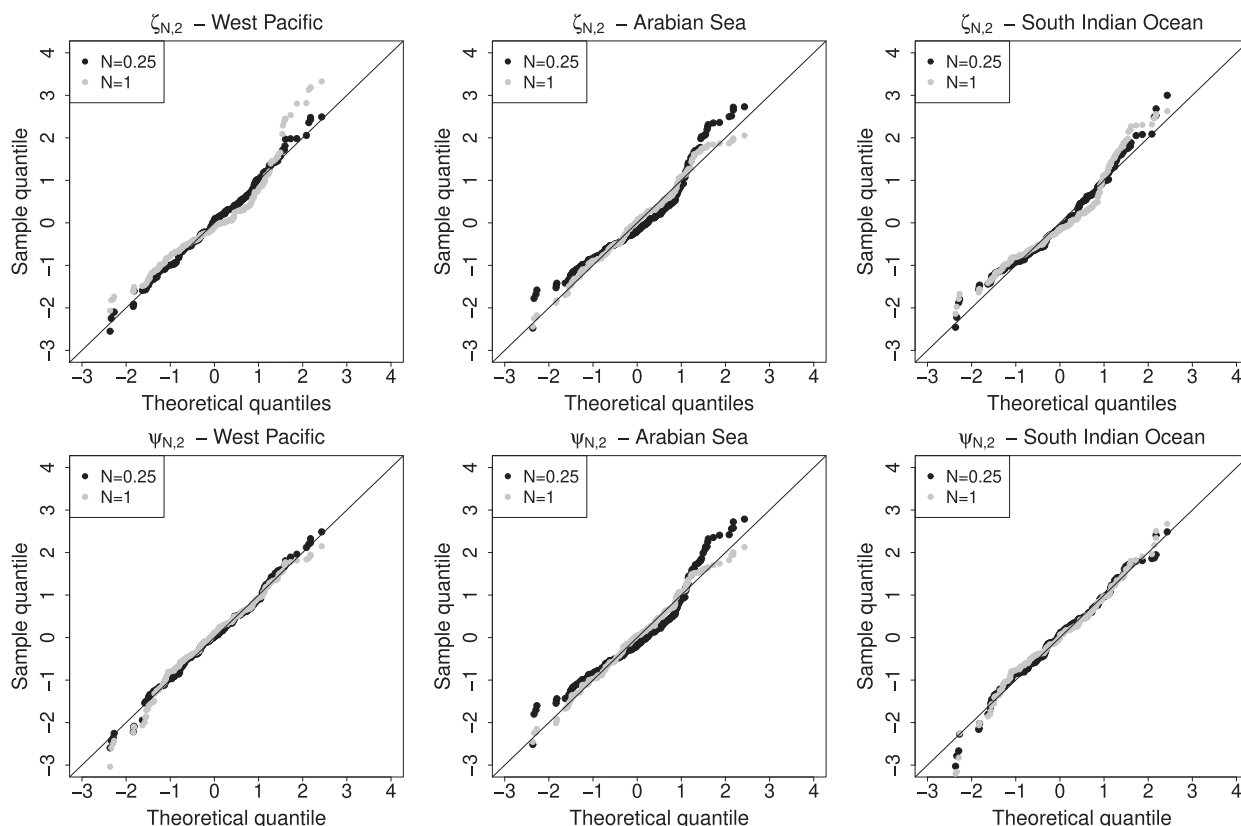 ζN,2 – West Pacific
N=0.25
N=1
Sample quantile
4
3
2
1
0
−1
−2
−3
−3 −2 −1 0 1 2 3 4
Theoretical quantiles
ζN,2 – Arabian Sea
N=0.25
N=1
Sample quantile
4
3
2
1
0
−1
−2
−3
−3 −2 −1 0 1 2 3 4
Theoretical quantiles
ζN,2 – South Indian Ocean
N=0.25
N=1
Sample quantile
4
3
2
1
0
−1
−2
−3
−3 −2 −1 0 1 2 3 4
Theoretical quantiles
ψN,2 – West Pacific
N=0.25
N=1
Sample quantile
4
3
2
1
0
−1
−2
−3
−3 −2 −1 0 1 2 3 4
Theoretical quantile
ψN,2 – Arabian Sea
N=0.25
N=1
Sample quantile
4
3
2
1
0
−1
−2
−3
−3 −2 −1 0 1 2 3 4
Theoretical quantile
ψN,2 – South Indian Ocean
N=0.25
N=1
Sample quantile
4
3
2
1
0
−1
−2
−3
−3 −2 −1 0 1 2 3 4
Theoretical quantile